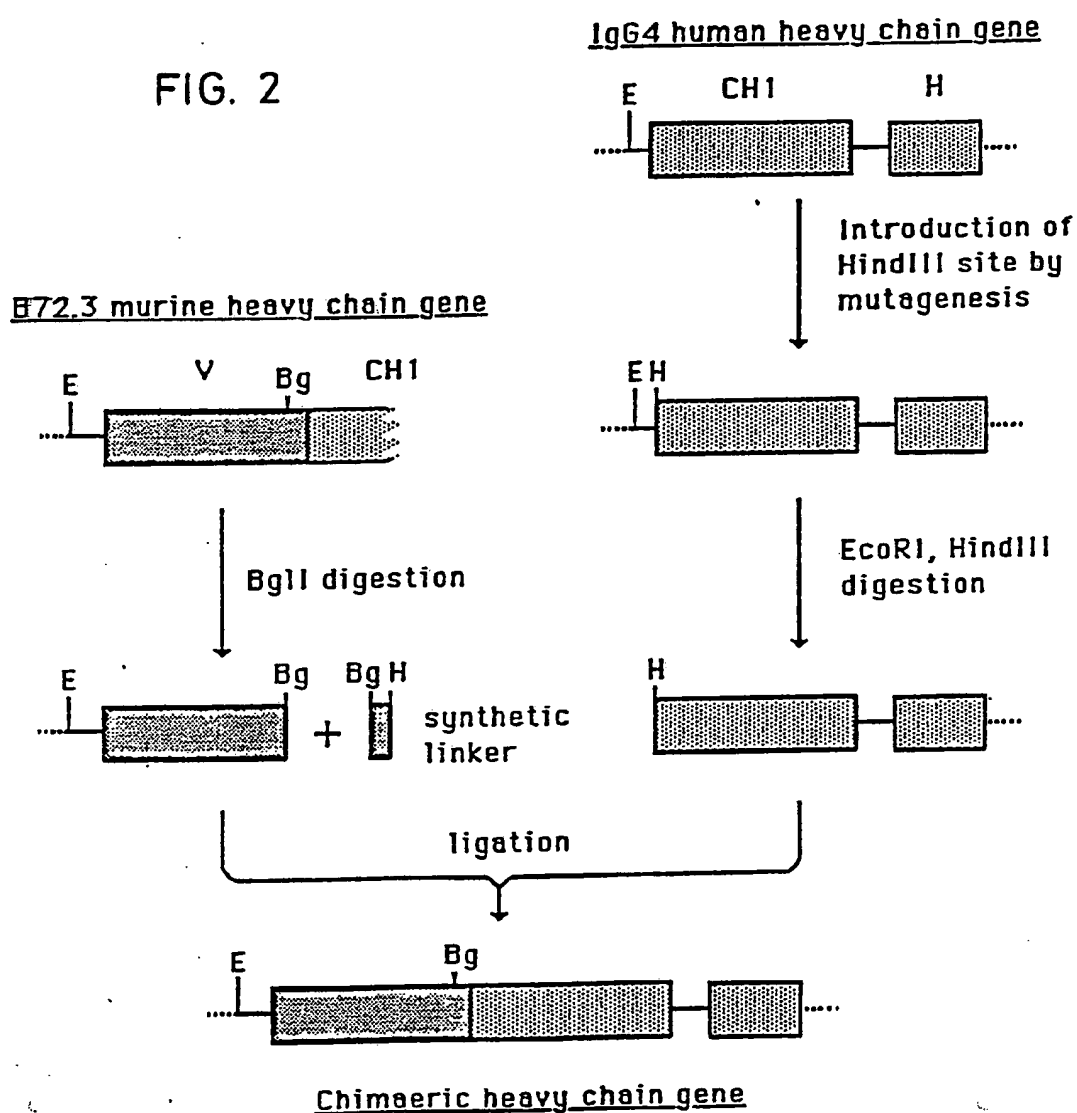 FIG. 2
IgG4 human heavy chain gene
E CH1 H
Introduction of
HindIII site by
mutagenesis
B72.3 murine heavy chain gene
E V Bg CH1
E H
BglI digestion
EcoRI, HindIII
digestion
E Bg Bg H
+
synthetic
linker
H
ligation
E Bg
Chimaeric heavy chain gene